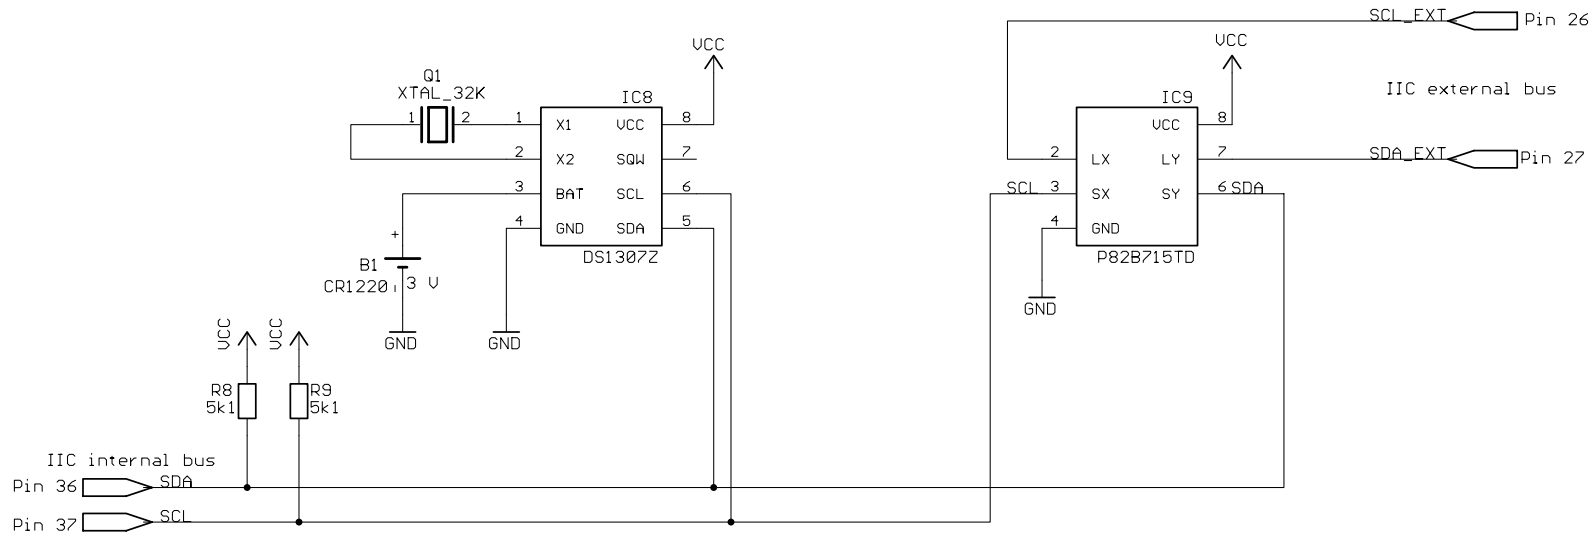 SCL_EXT Pin 26
VCC
VCC
IIC external bus
Q1
XTAL_32K
1 2
IC8
1 X1 VCC 8
2 X2 SQW 7
3 BAT SCL 6
4 GND SDA 5
DS1307Z
IC9
VCC 8
2 LX LY 7
SCL 3 SX SY 6 SDA
4 GND
P82B715TD
SDA_EXT Pin 27
GND
+
B1
CR1220, 3 V
GND
GND
VCC
VCC
R8
5k1
R9
5k1
IIC internal bus
Pin 36 SDA
Pin 37 SCL